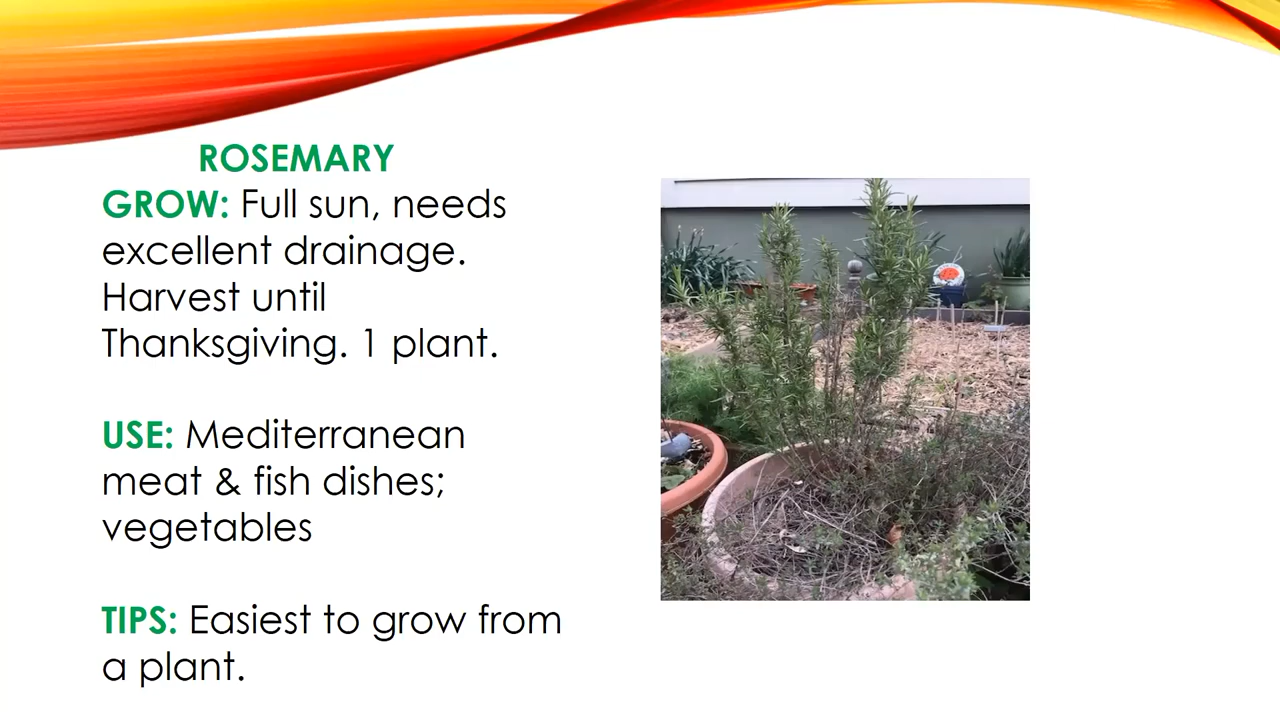 ROSEMARY
GROW: Full sun, needs
excellent drainage.
Harvest until
Thanksgiving. 1 plant.
USE: Mediterranean
meat & fish dishes;
vegetables
TIPS: Easiest to grow from
a plant.